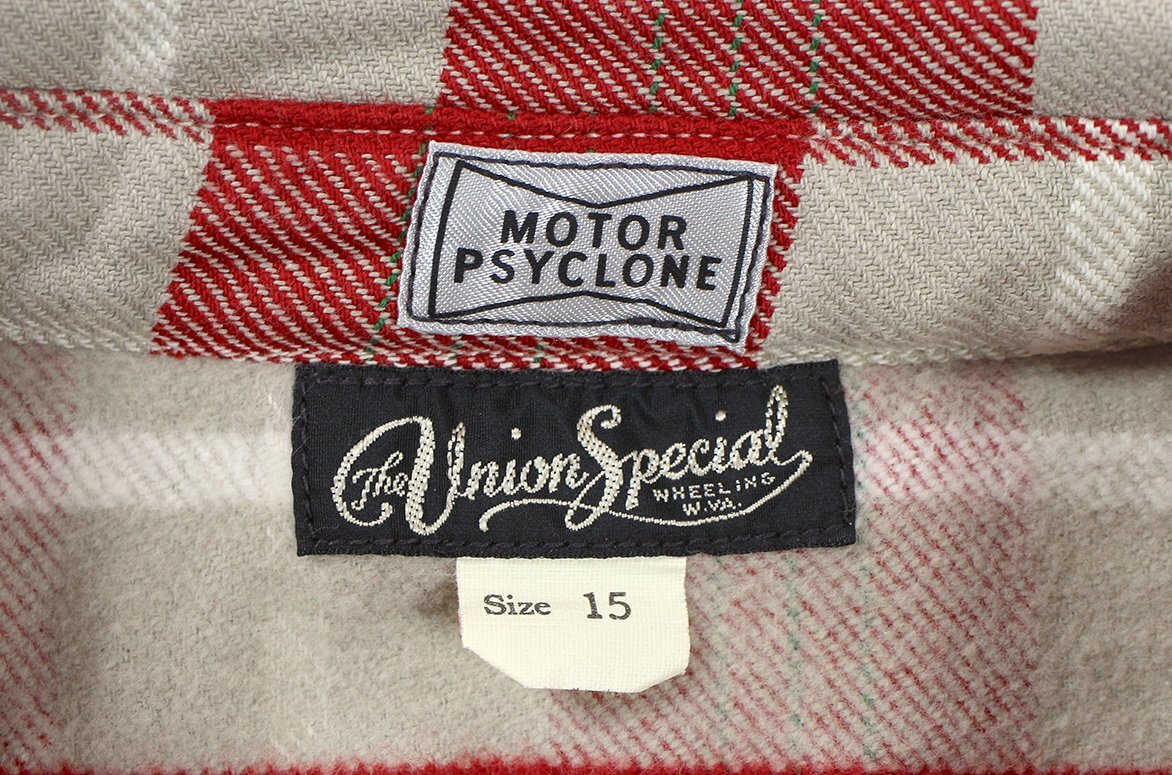 MOTOR
PSYCLONE
The Union Special
WHEELING
W.VA.
Size 15